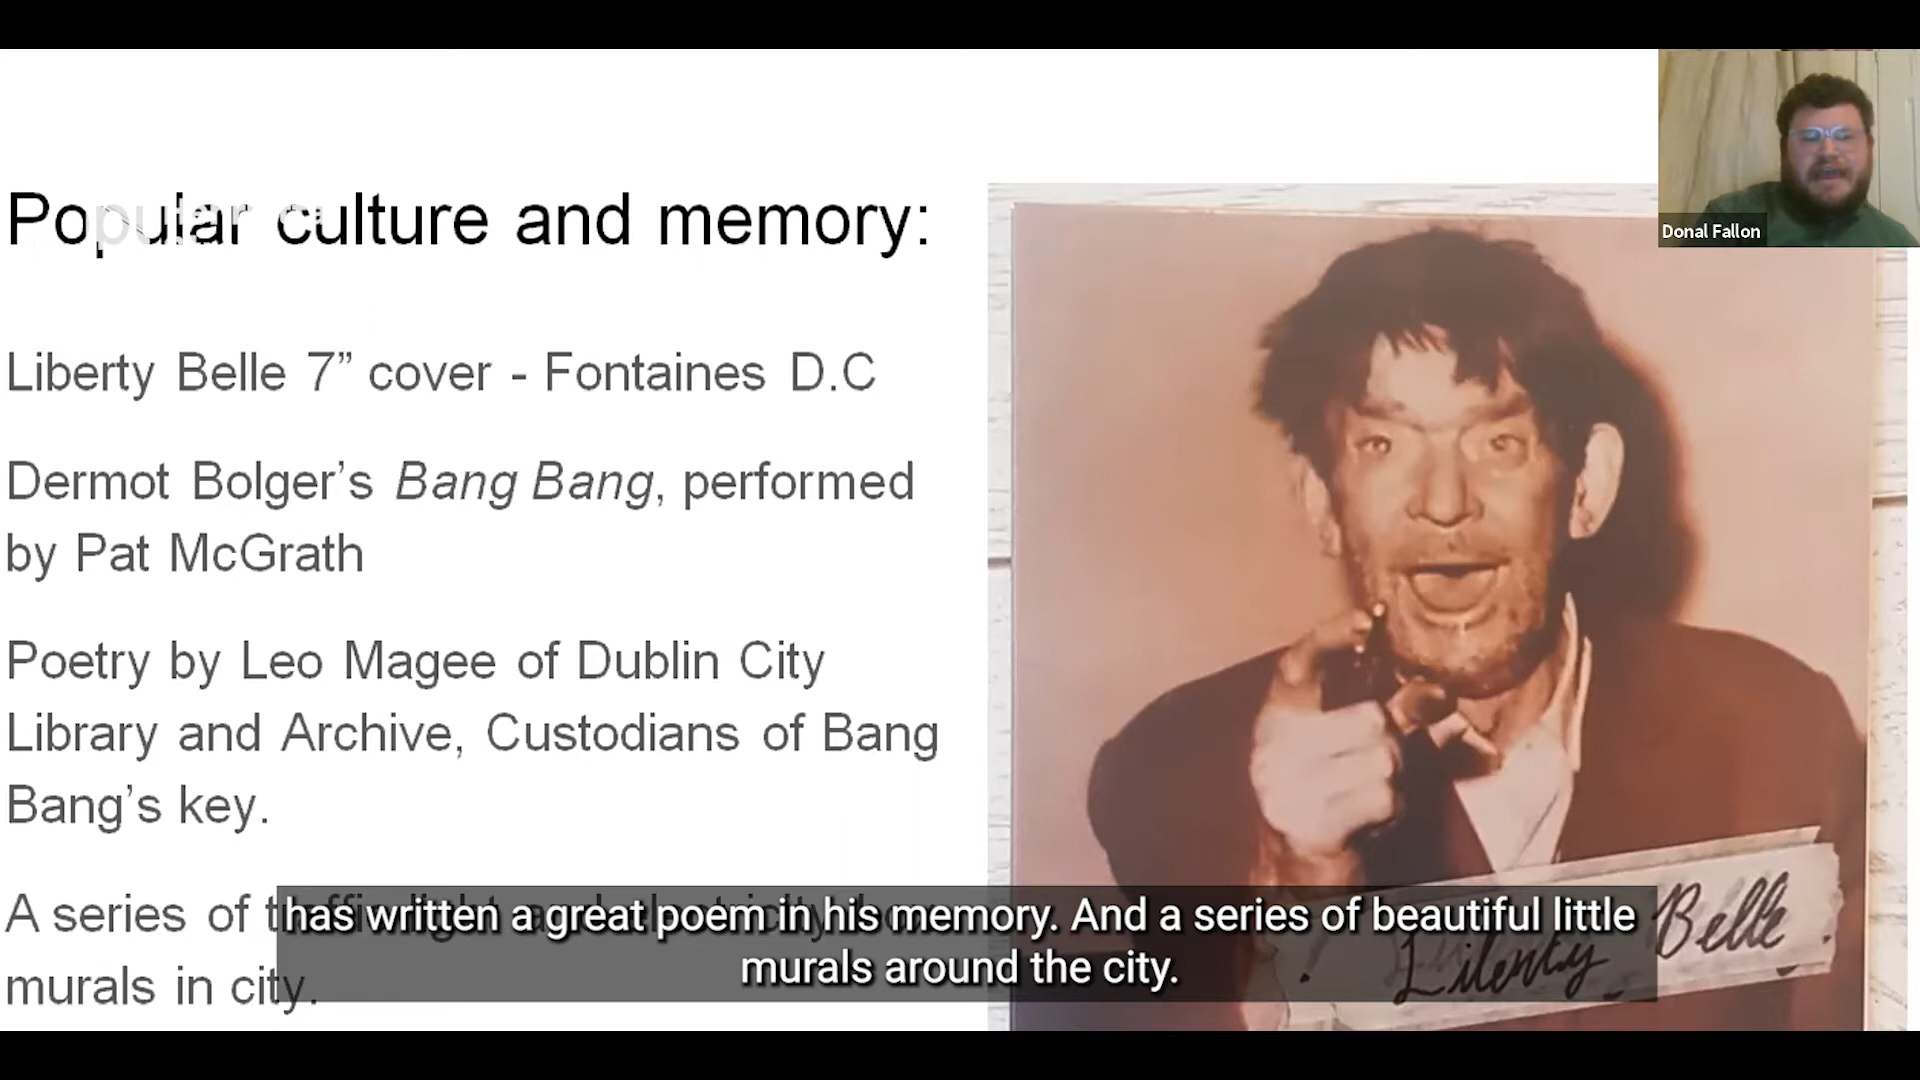 Donal Fallon
Popular culture and memory:
Liberty Belle 7” cover - Fontaines D.C
Dermot Bolger’s Bang Bang, performed
by Pat McGrath
Poetry by Leo Magee of Dublin City
Library and Archive, Custodians of Bang
Bang’s key.
A series of
murals in city.
Liberty Belle
has written a great poem in his memory. And a series of beautiful little
murals around the city.